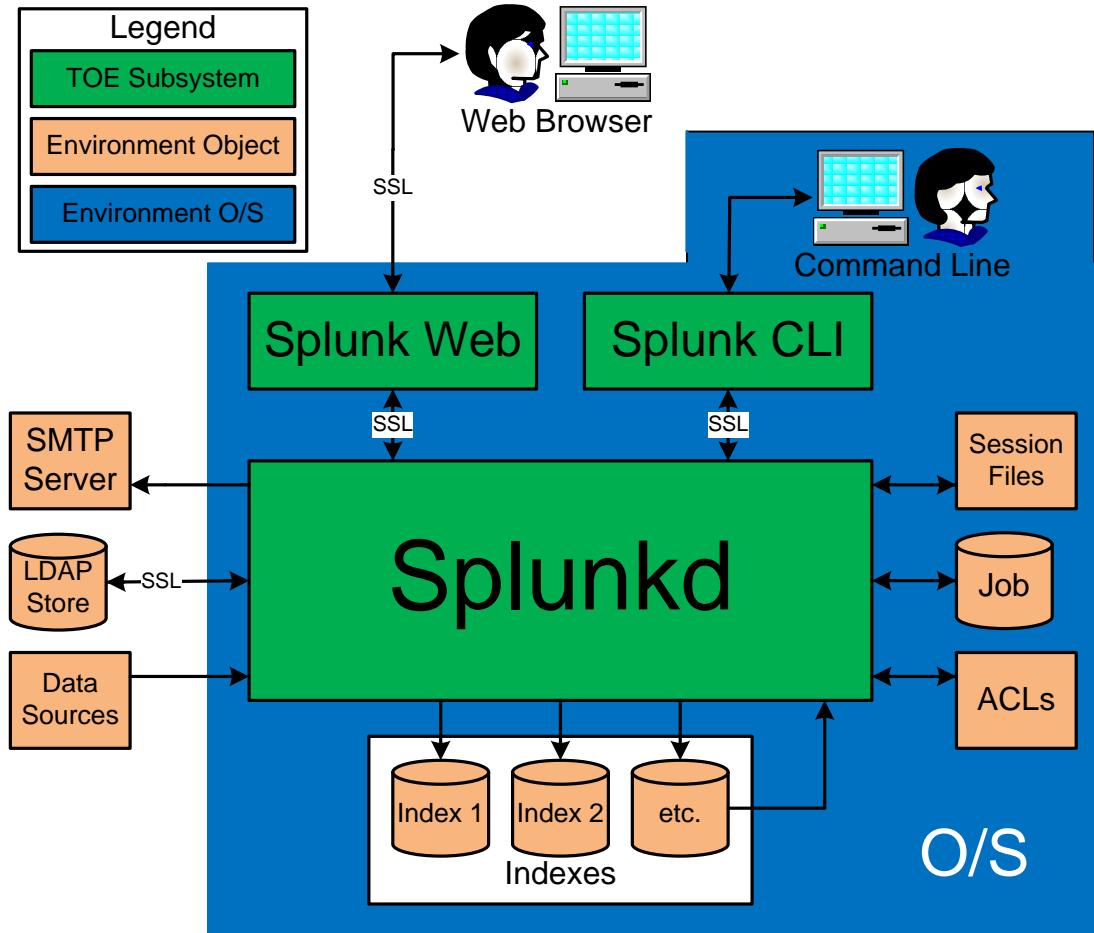 Legend
TOE Subsystem
Environment Object
Environment O/S
Web Browser
SSL
Command Line
Splunk Web
Splunk CLI
SSL
SSL
SMTP
Server
Session
Files
Splunkd
LDAP
Store
SSL
Job
Data
Sources
ACLs
Index 1
Index 2
etc.
Indexes
O/S